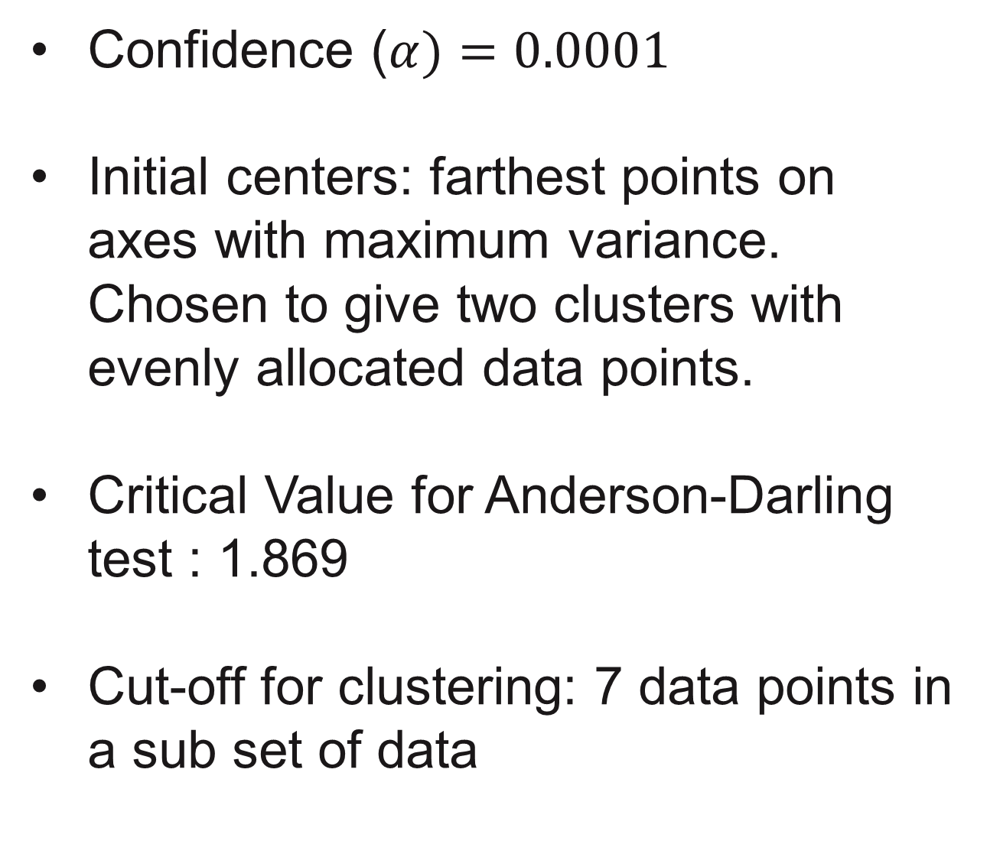 • Confidence (α) = 0.0001
• Initial centers: farthest points on
axes with maximum variance.
Chosen to give two clusters with
evenly allocated data points.
• Critical Value for Anderson-Darling
test : 1.869
• Cut-off for clustering: 7 data points in
a sub set of data